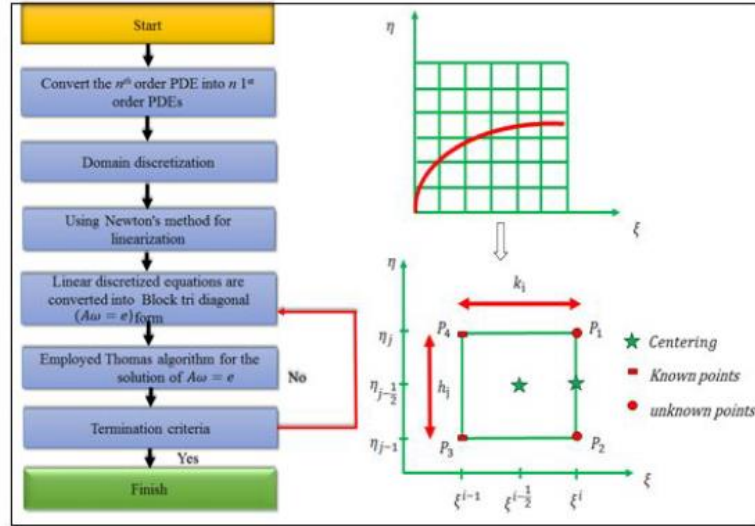 Start
Convert the nᵗʰ order PDE into n 1ˢᵗ
order PDEs
Domain discretization
Using Newton's method for
linearization
Linear discretized equations are
converted into Block tri diagonal
(Aω = e) form
Employed Thomas algorithm for the
solution of Aω = e
No
Termination criteria
Yes
Finish
η
ξ
η
kᵢ
ηⱼ
P₄
P₁
hⱼ
ηⱼ₋½
ηⱼ₋₁
P₃
P₂
ξ
ξⁱ⁻¹
ξⁱ⁻½
ξⁱ
Centering
Known points
unknown points